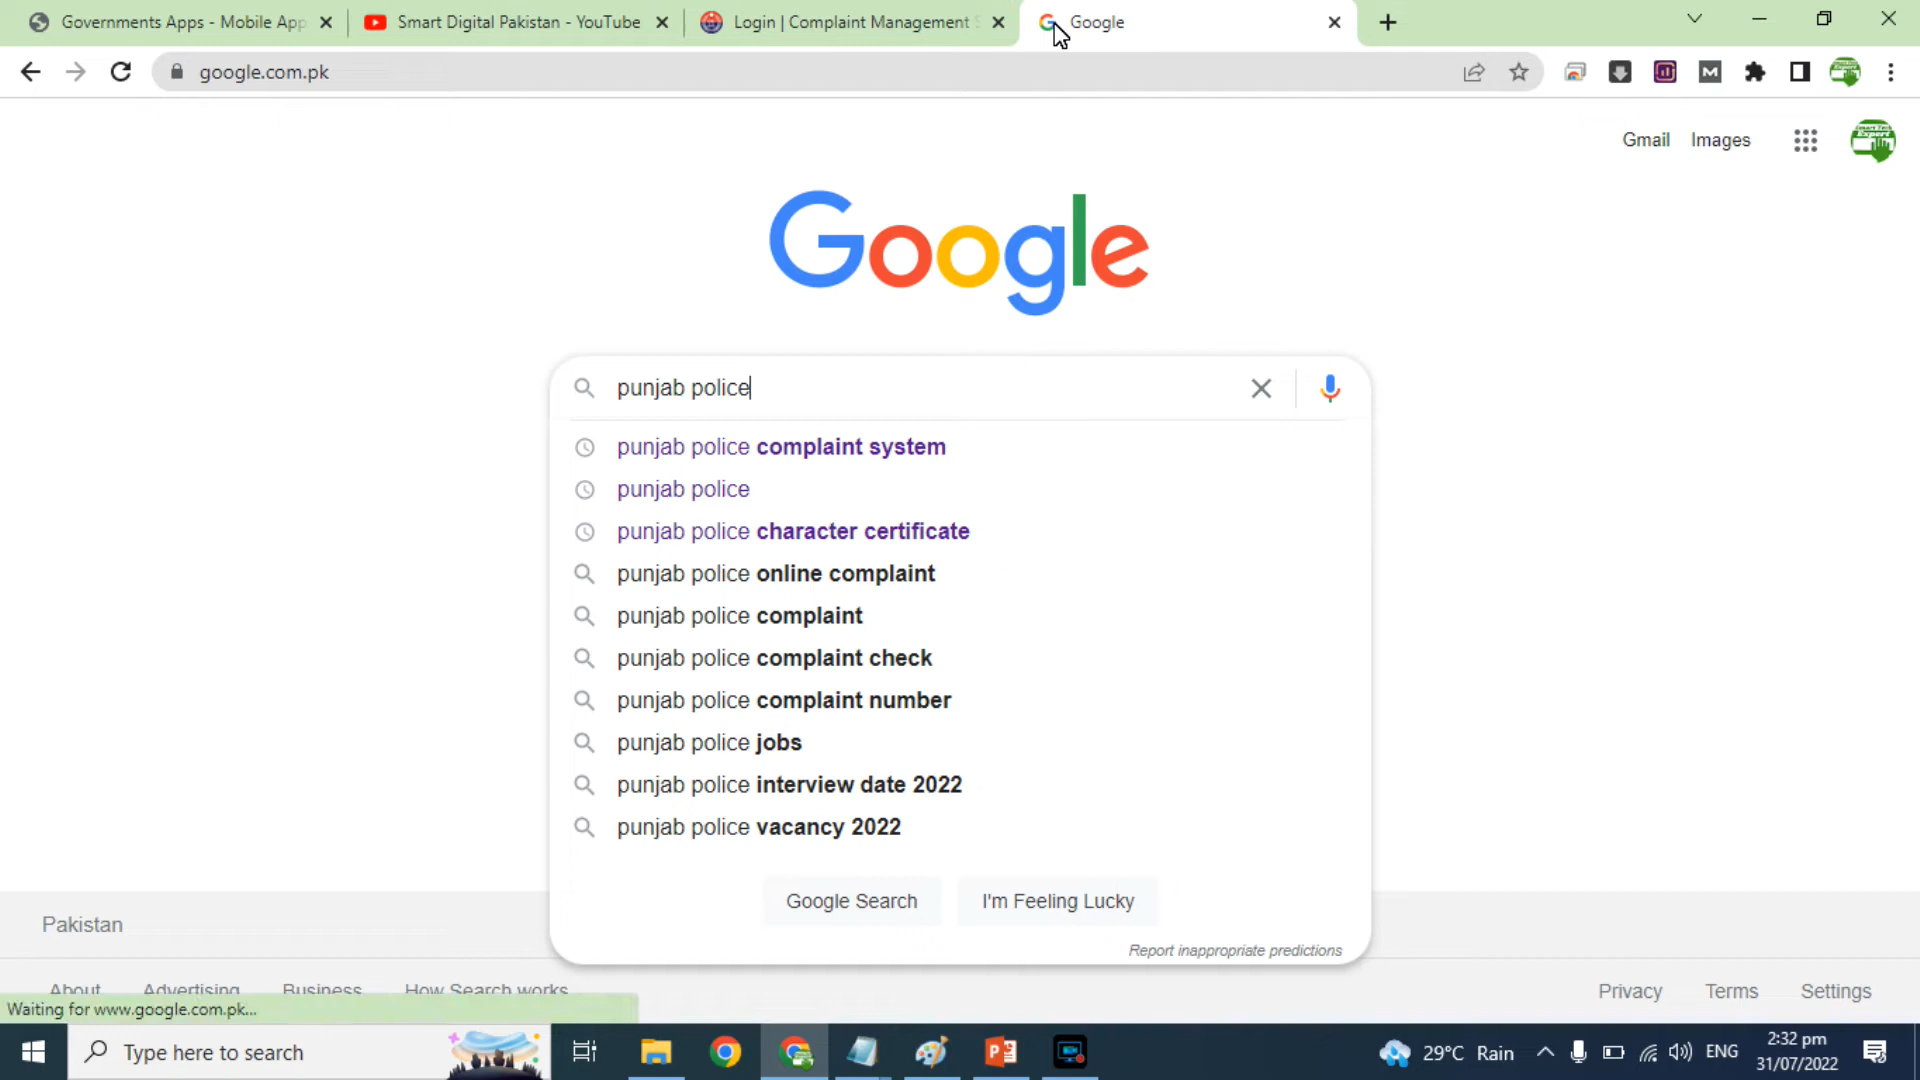 Governments Apps - Mobile App
Smart Digital Pakistan - YouTube
Login | Complaint Management S
Google
google.com.pk
Gmail
Images
Google
punjab police
punjab police complaint system
punjab police
punjab police character certificate
punjab police online complaint
punjab police complaint
punjab police complaint check
punjab police complaint number
punjab police jobs
punjab police interview date 2022
punjab police vacancy 2022
Google Search
I'm Feeling Lucky
Report inappropriate predictions
Pakistan
About
Advertising
Business
How Search works
Privacy
Terms
Settings
Waiting for www.google.com.pk...
Type here to search
29°C Rain
ENG
2:32 pm
31/07/2022